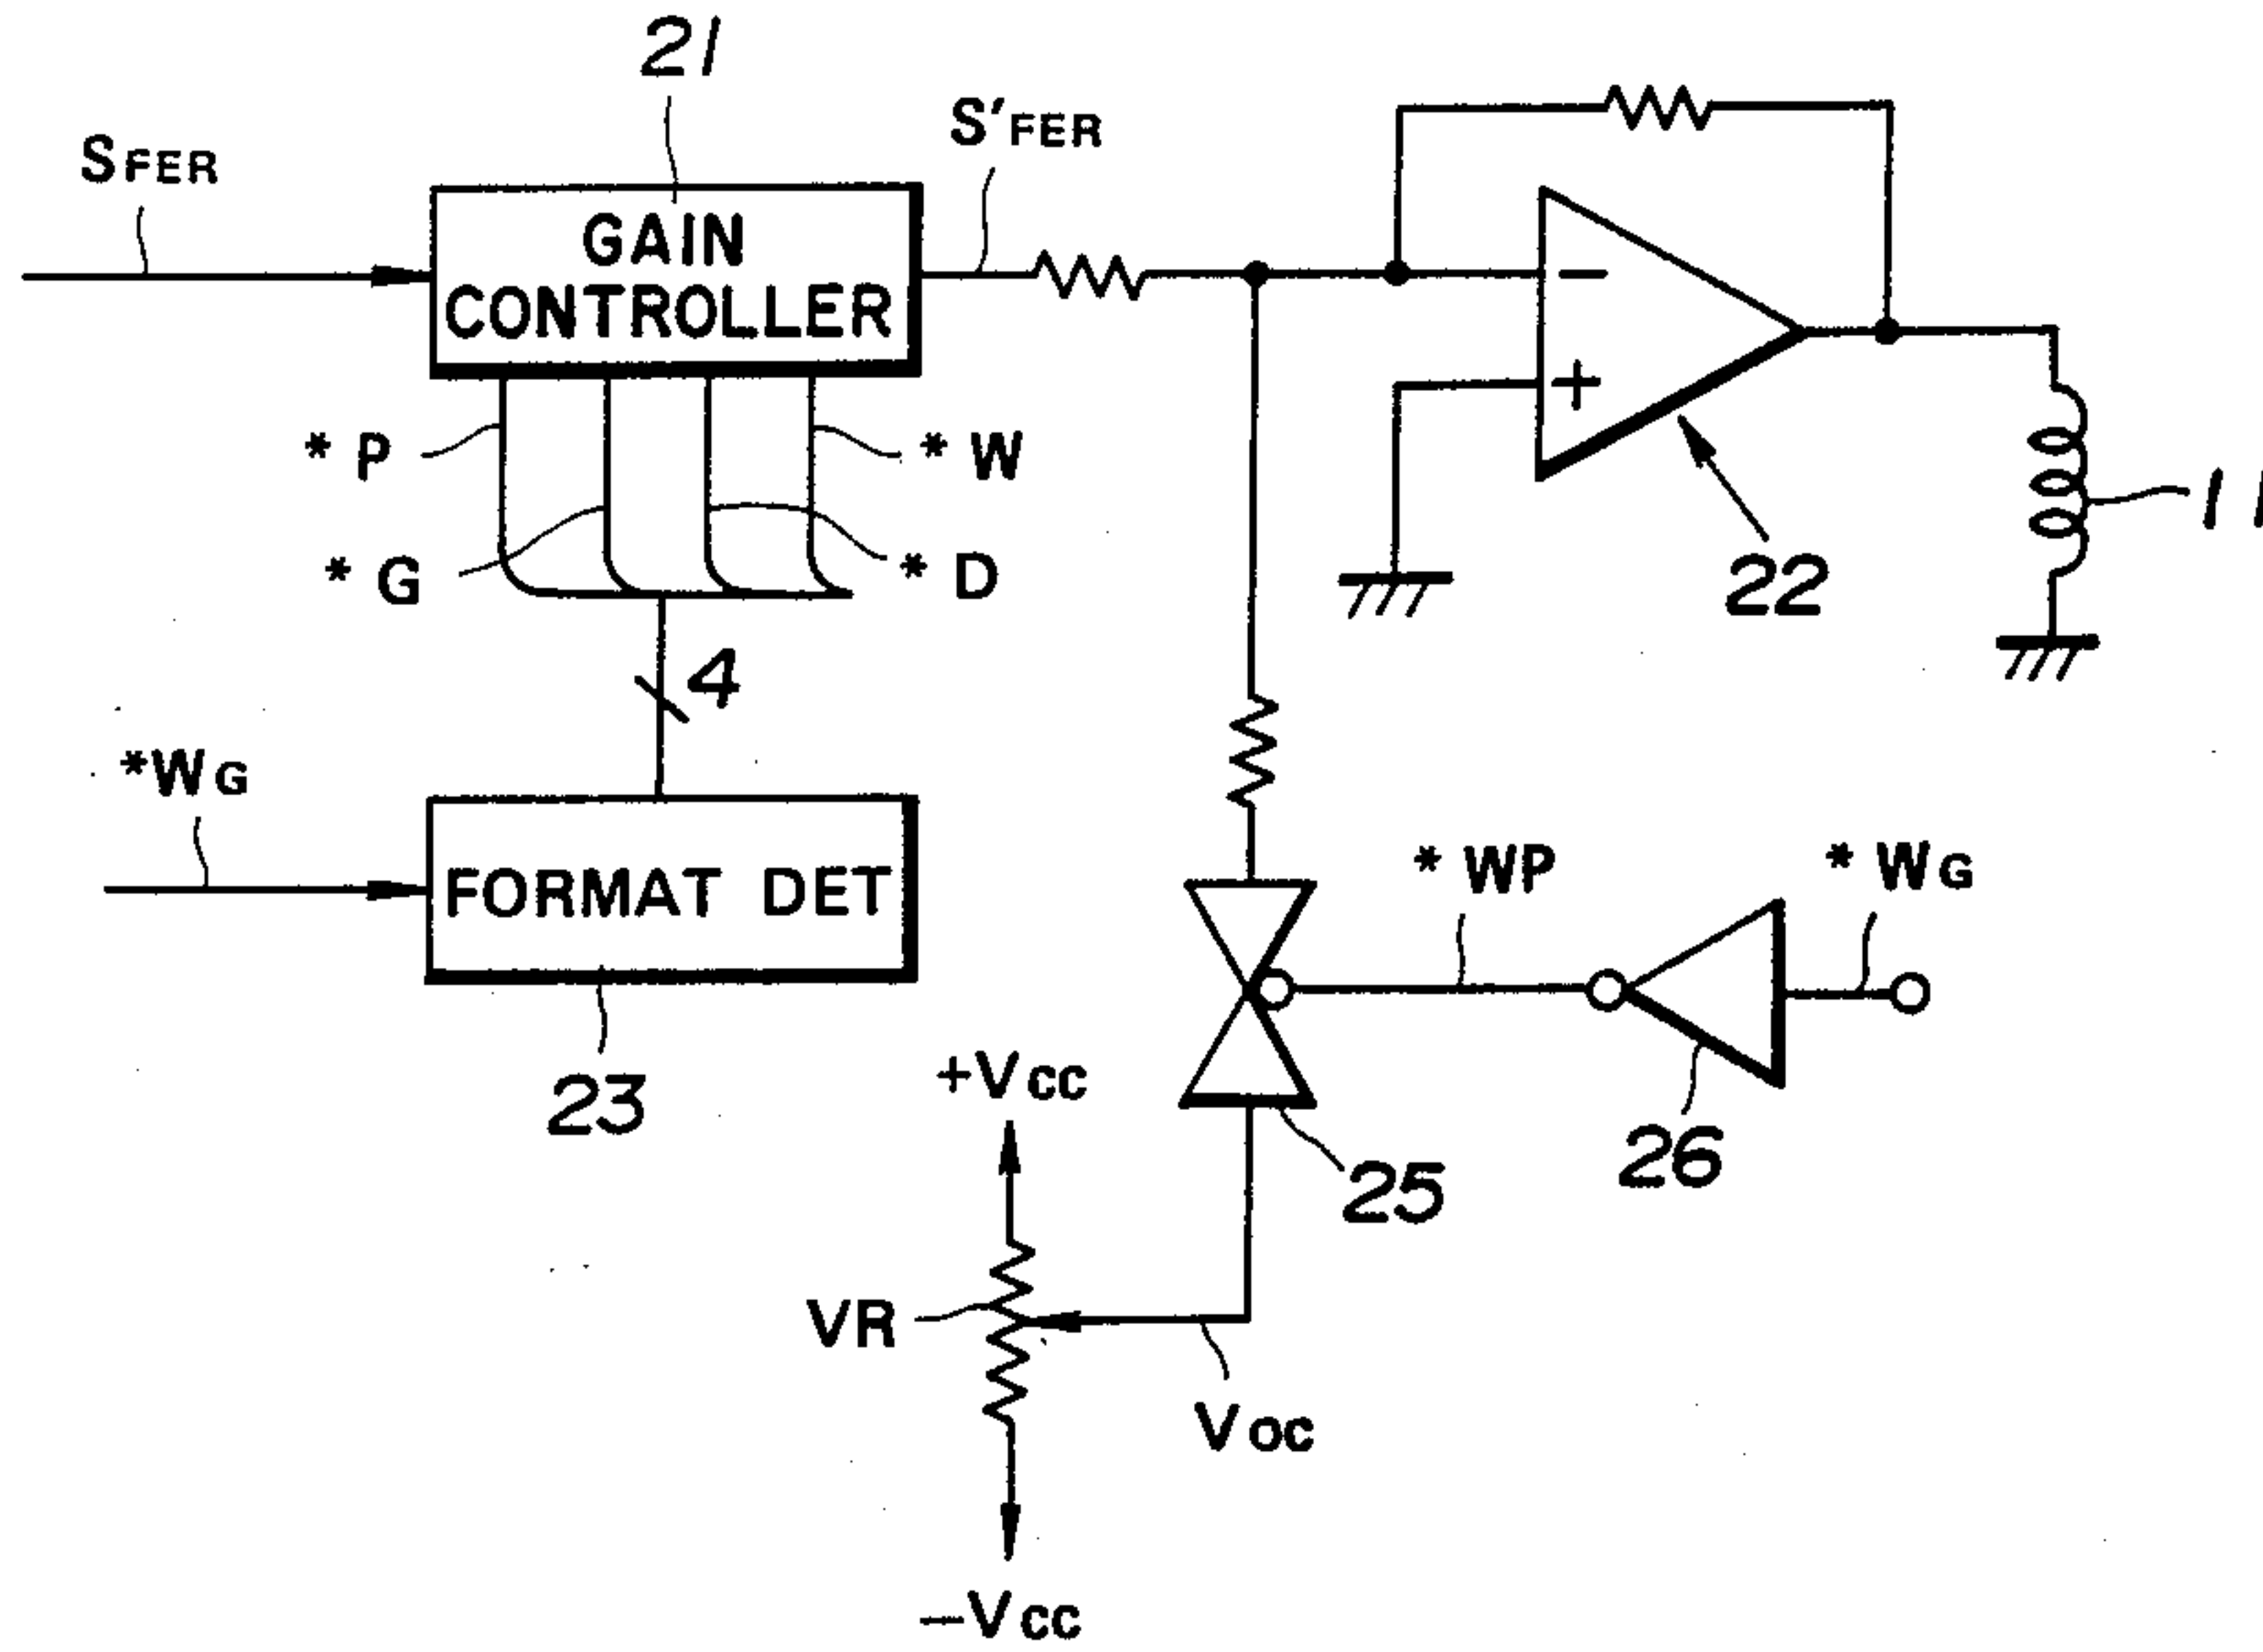 21
S'FER
SFER
GAIN
CONTROLLER
−
+
* P
* W
* G
* D
11
22
4
*WG
FORMAT DET
* WP
* WG
23
+VCC
25
26
VR
VOC
−VCC